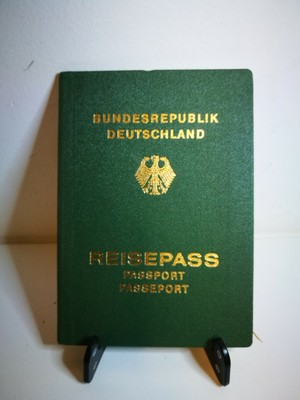 BUNDESREPUBLIK
DEUTSCHLAND
REISEPASS
PASSPORT
PASSEPORT